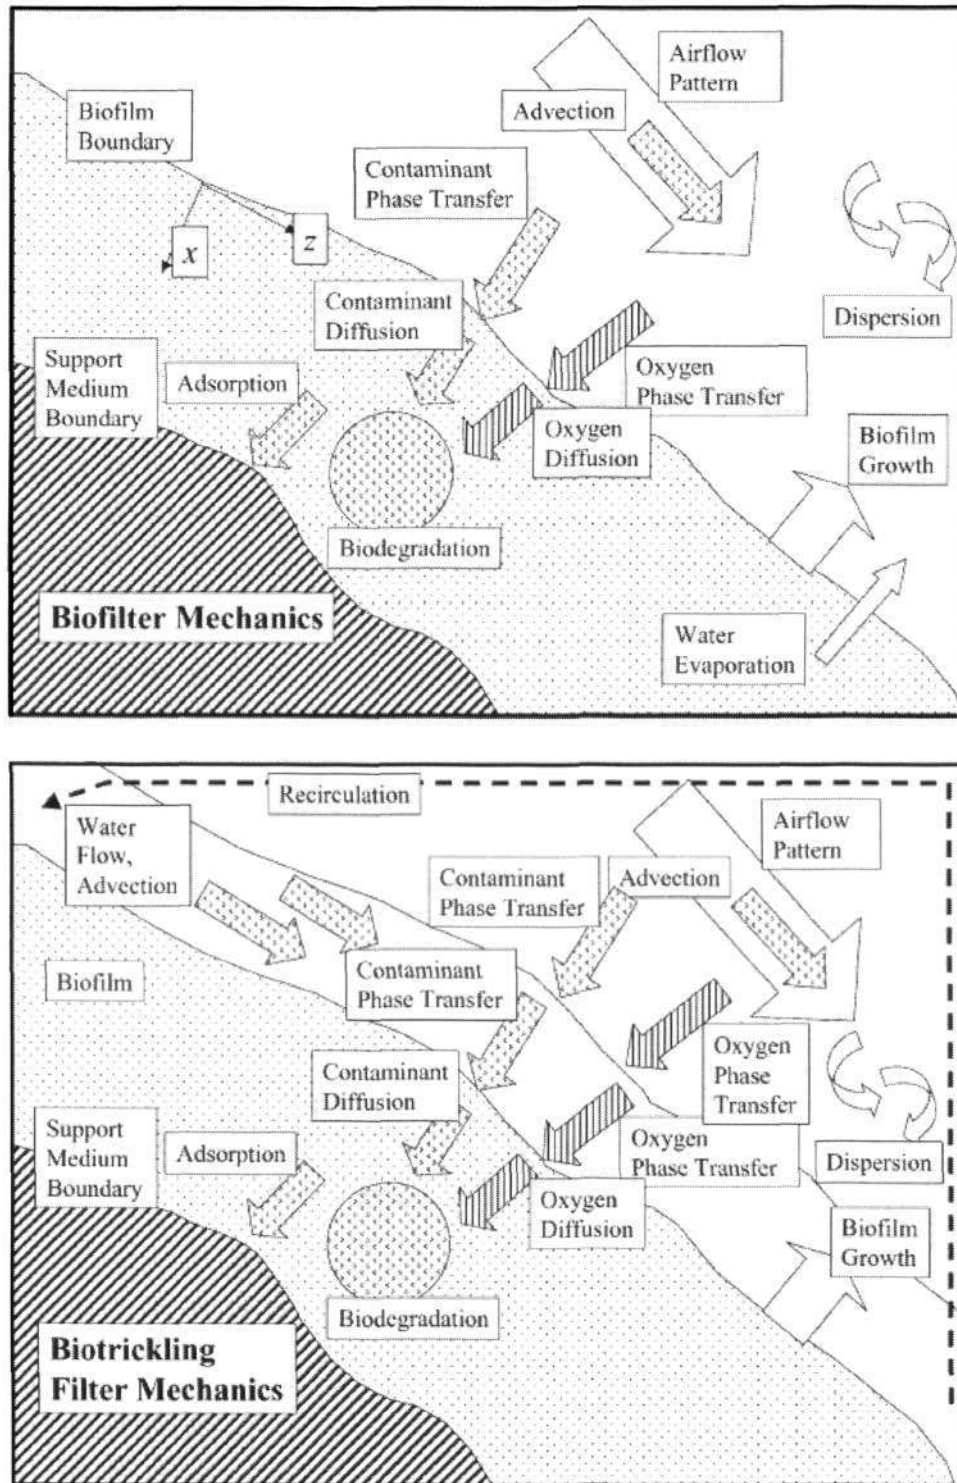 Airflow
Pattern
Advection
Biofilm
Boundary
Contaminant
Phase Transfer
x
z
Contaminant
Diffusion
Dispersion
Support
Medium
Boundary
Adsorption
Oxygen
Phase Transfer
Oxygen
Diffusion
Biofilm
Growth
Biodegradation
Biofilter Mechanics
Water
Evaporation
Recirculation
Water
Flow,
Advection
Airflow
Pattern
Contaminant
Phase Transfer
Advection
Contaminant
Phase Transfer
Biofilm
Oxygen
Phase
Transfer
Contaminant
Diffusion
Support
Medium
Boundary
Adsorption
Oxygen
Phase Transfer
Dispersion
Oxygen
Diffusion
Biofilm
Growth
Biodegradation
Biotrickling
Filter Mechanics